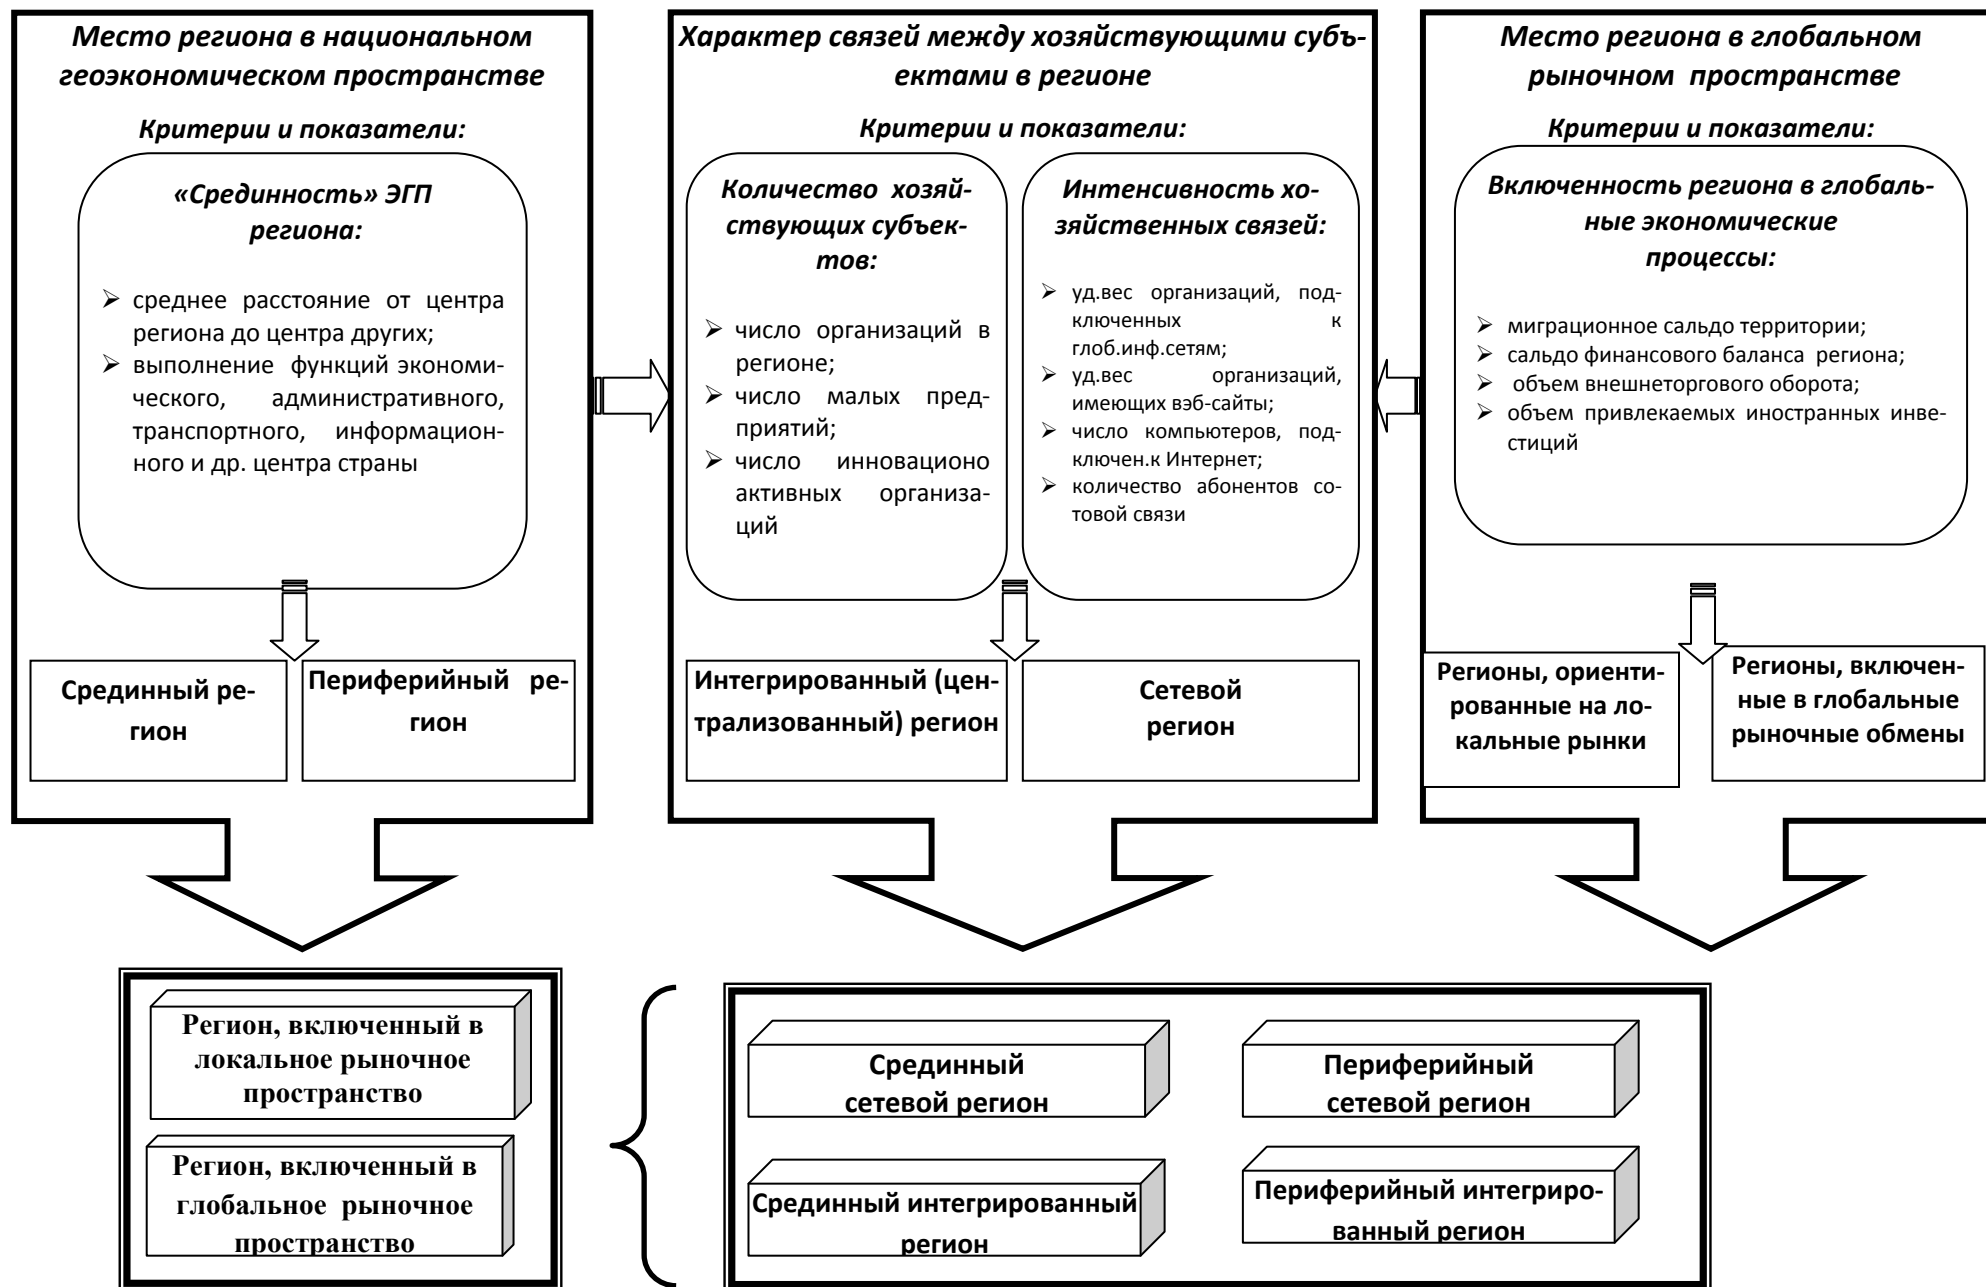 Место региона в национальном
геоэкономическом пространстве
Критерии и показатели:
«Срединность» ЭГП
региона:
➢ среднее расстояние от центра
региона до центра других;
➢ выполнение функций экономи-
ческого, административного,
транспортного, информацион-
ного и др. центра страны
Срединный ре-
гион
Периферийный ре-
гион
Характер связей между хозяйствующими субъ-
ектами в регионе
Критерии и показатели:
Количество хозяй-
ствующих субъек-
тов:
➢ число организаций в
регионе;
➢ число малых пред-
приятий;
➢ число инновационо
активных организа-
ций
Интенсивность хо-
зяйственных связей:
➢ уд.вес организаций, под-
ключенных к
глоб.инф.сетям;
➢ уд.вес организаций,
имеющих вэб-сайты;
➢ число компьютеров, под-
ключен.к Интернет;
➢ количество абонентов со-
товой связи
Интегрированный (цен-
трализованный) регион
Сетевой
регион
Место региона в глобальном
рыночном пространстве
Критерии и показатели:
Включенность региона в глобаль-
ные экономические
процессы:
➢ миграционное сальдо территории;
➢ сальдо финансового баланса региона;
➢ объем внешнеторгового оборота;
➢ объем привлекаемых иностранных инве-
стиций
Регионы, ориенти-
рованные на ло-
кальные рынки
Регионы, включен-
ные в глобальные
рыночные обмены
Регион, включенный в
локальное рыночное
пространство
Регион, включенный в
глобальное рыночное
пространство
Срединный
сетевой регион
Периферийный
сетевой регион
Срединный интегрированный
регион
Периферийный интегриро-
ванный регион